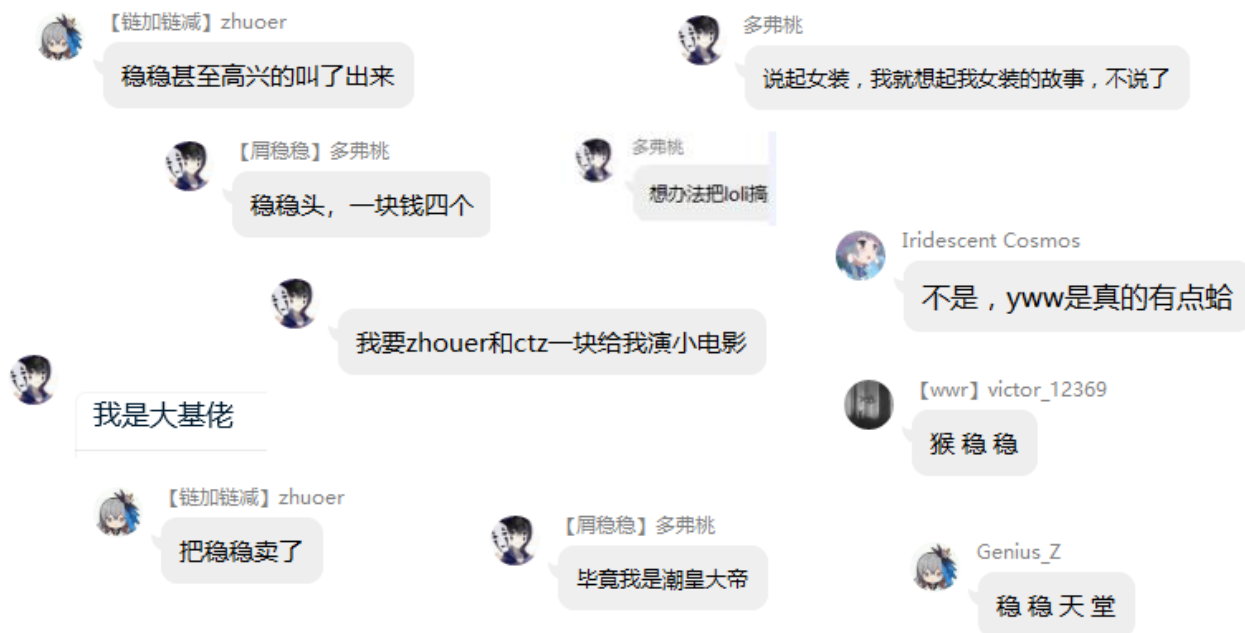 【链加链减】zhuoer
稳稳甚至高兴的叫了出来
多弗桃
说起女装，我就想起我女装的故事，不说了
【屑稳稳】多弗桃
稳稳头，一块钱四个
多弗桃
想办法把loli搞
Iridescent Cosmos
不是，yww是真的有点蛤
我要zhouer和ctz一块给我演小电影
我是大基佬
【wwr】victor_12369
猴 稳 稳
【链加链减】zhuoer
把稳稳卖了
【屑稳稳】多弗桃
毕竟我是潮皇大帝
Genius_Z
稳 稳 天 堂